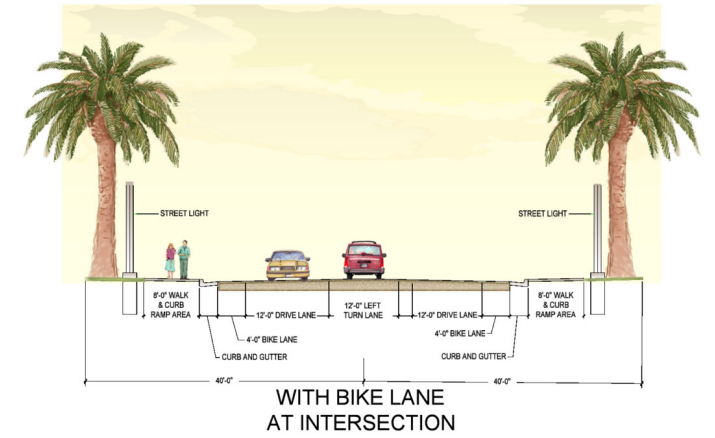 STREET LIGHT
STREET LIGHT
8'-0" WALK
& CURB
RAMP AREA
12'-0" DRIVE LANE
12'-0" LEFT
TURN LANE
12'-0" DRIVE LANE
8'-0" WALK
& CURB
RAMP AREA
4'-0" BIKE LANE
4'-0" BIKE LANE
CURB AND GUTTER
CURB AND GUTTER
40'-0"
40'-0"
WITH BIKE LANE
AT INTERSECTION